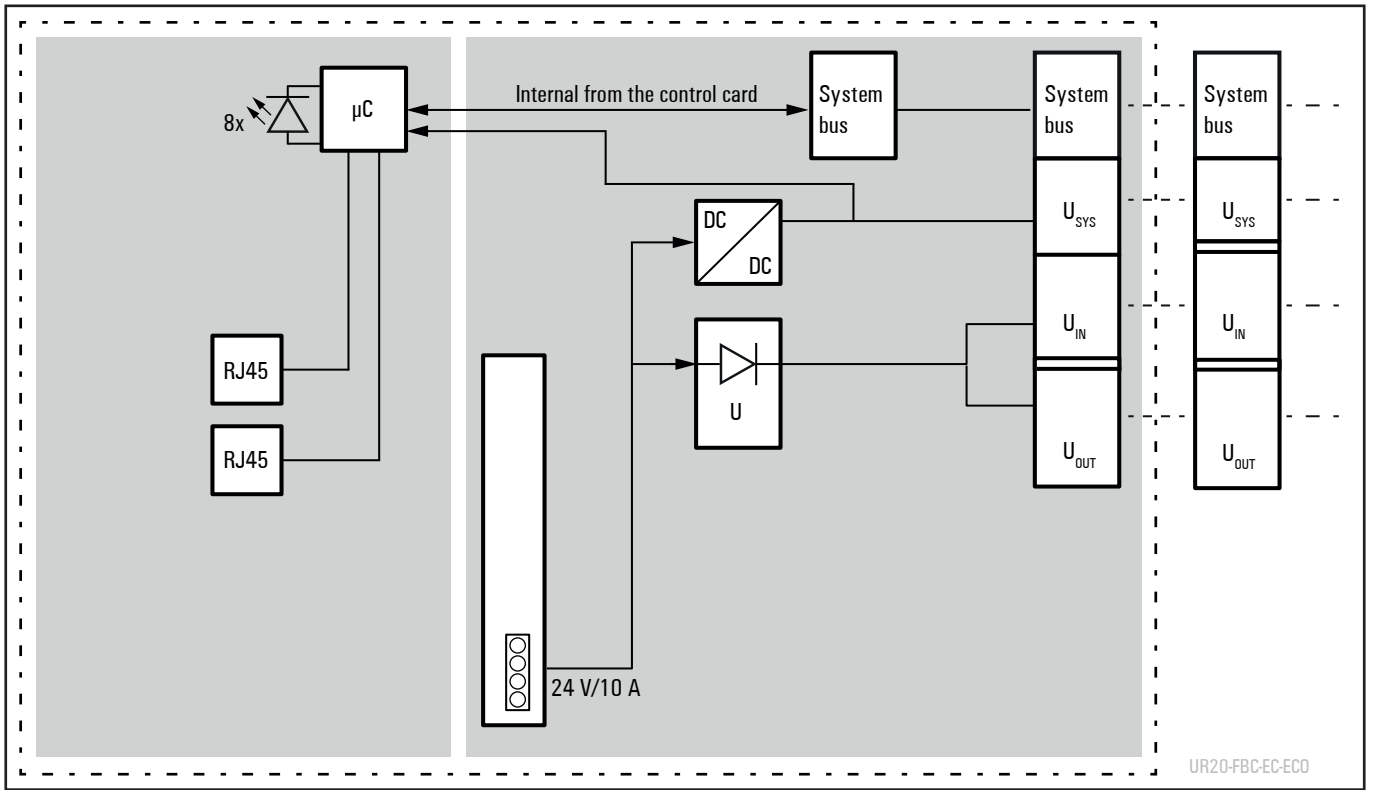 8x
µC
Internal from the control card
System
bus
System
bus
System
bus
DC
DC
U_SYS
U_SYS
U_IN
U_IN
U
RJ45
RJ45
U_OUT
U_OUT
24 V/10 A
UR20-FBC-EC-ECO